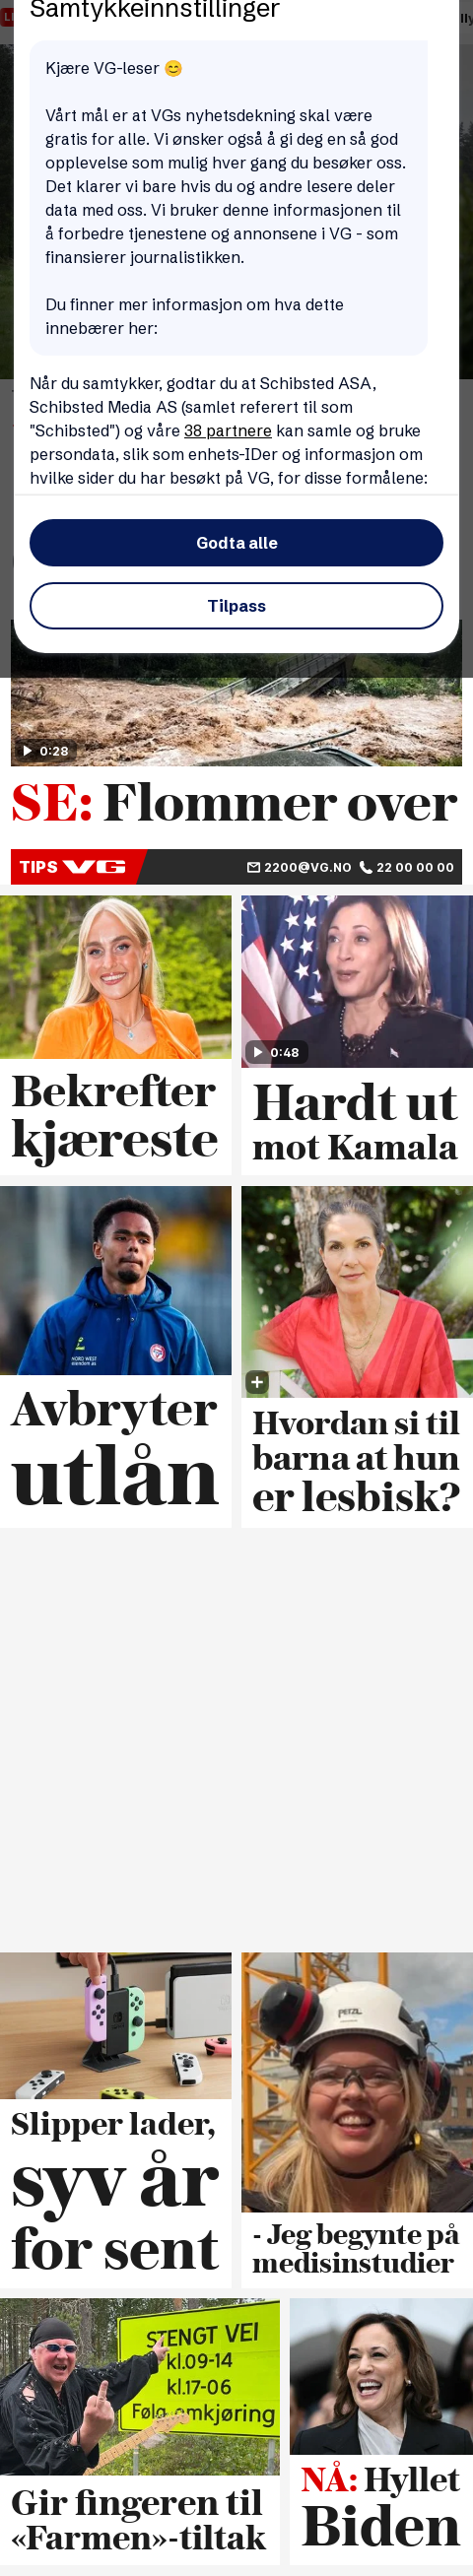 Samtykkeinnstillinger
Kjære VG-leser 😊
Vårt mål er at VGs nyhetsdekning skal være
gratis for alle. Vi ønsker også å gi deg en så god
opplevelse som mulig hver gang du besøker oss.
Det klarer vi bare hvis du og andre lesere deler
data med oss. Vi bruker denne informasjonen til
å forbedre tjenestene og annonsene i VG - som
finansierer journalistikken.
Du finner mer informasjon om hva dette
innebærer her:
Når du samtykker, godtar du at Schibsted ASA,
Schibsted Media AS (samlet referert til som
"Schibsted") og våre 38 partnere kan samle og bruke
persondata, slik som enhets-IDer og informasjon om
hvilke sider du har besøkt på VG, for disse formålene:
Godta alle
Tilpass
0:28
SE: Flommer over
TIPS VG 2200@VG.NO 22 00 00 00
Bekrefter
kjæreste
0:48
Hardt ut
mot Kamala
Avbryter
utlån
Hvordan si til
barna at hun
er lesbisk?
Slipper lader,
syv år
for sent
PETZL
- Jeg begynte på
medisinstudier
STENGT VEI
kl.09-14
kl.17-06
Følg omkjøring
Gir fingeren til
«Farmen»-tiltak
NÅ: Hyllet
Biden